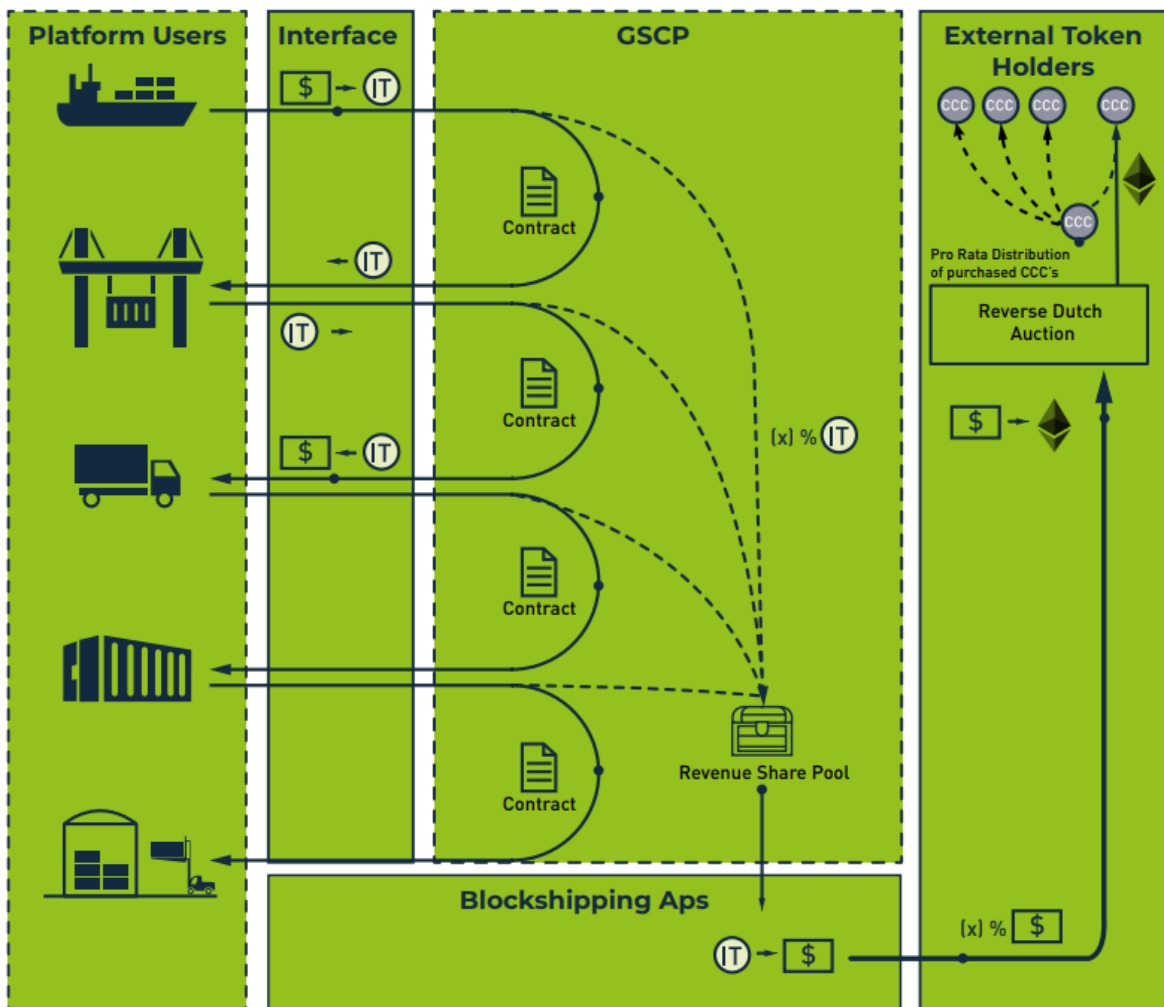 Platform Users
Interface
GSCP
External Token
Holders
$ IT
CCC CCC CCC CCC
Contract
CCC
IT
Pro Rata Distribution
of purchased CCC's
IT
Reverse Dutch
Auction
Contract
$
$ IT
(x) % IT
Contract
Contract
Revenue Share Pool
Blockshipping Aps
IT $
(x) % $